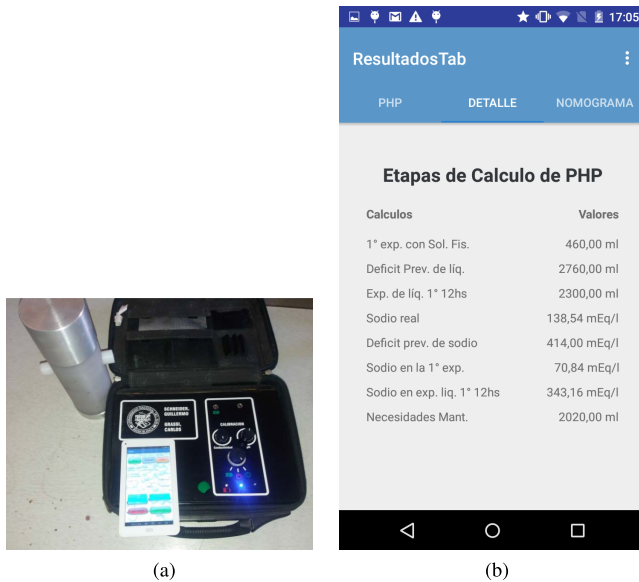 SCHNEIDER,
GUILLERMO
GRASSI,
CARLOS
CALIBRACION
(a)
17:05
ResultadosTab
PHP DETALLE NOMOGRAMA
Etapas de Calculo de PHP
Calculos Valores
1° exp. con Sol. Fis. 460,00 ml
Deficit Prev. de líq. 2760,00 ml
Exp. de líq. 1° 12hs 2300,00 ml
Sodio real 138,54 mEq/l
Deficit prev. de sodio 414,00 mEq/l
Sodio en la 1° exp. 70,84 mEq/l
Sodio en exp. liq. 1° 12hs 343,16 mEq/l
Necesidades Mant. 2020,00 ml
(b)